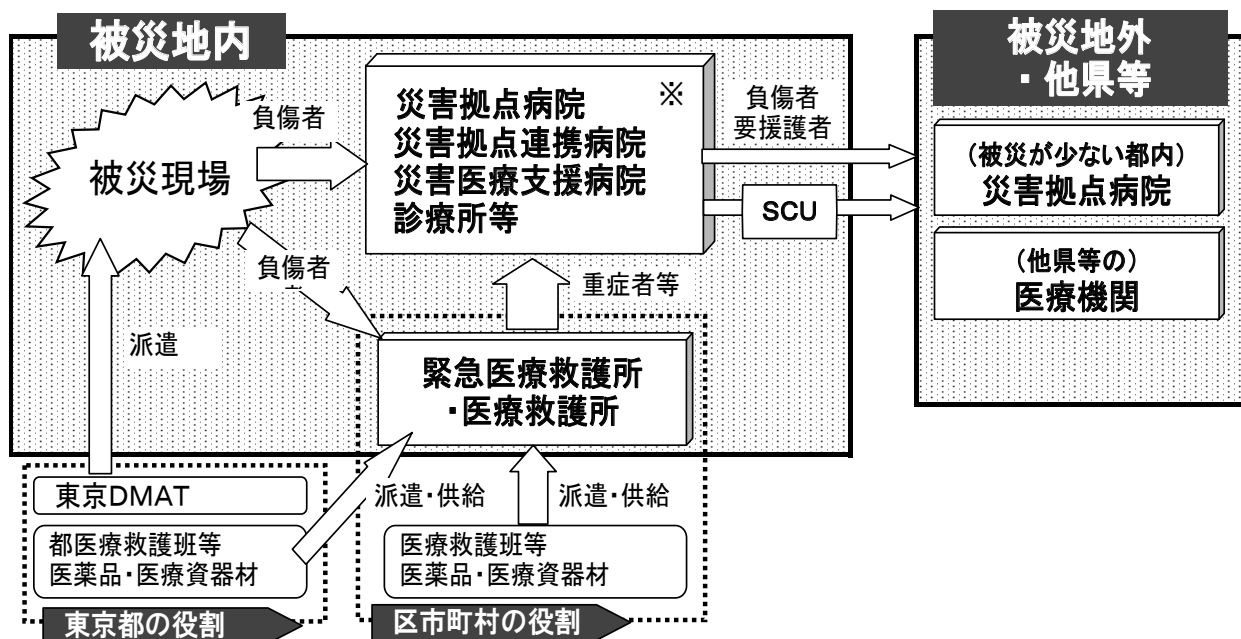 被災地内
被災地外
・他県等
被災現場
負傷者
災害拠点病院
※
災害拠点連携病院
災害医療支援病院
診療所等
負傷者
要援護者
SCU
(被災が少ない都内)
災害拠点病院
(他県等の)
医療機関
負傷者
重症者等
派遣
緊急医療救護所
・医療救護所
東京DMAT
都医療救護班等
医薬品・医療資器材
派遣・供給
派遣・供給
医療救護班等
医薬品・医療資器材
東京都の役割
区市町村の役割